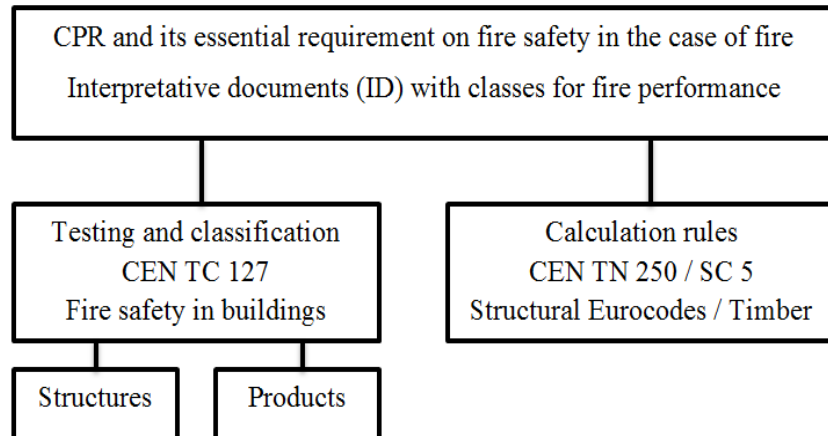 CPR and its essential requirement on fire safety in the case of fire
Interpretative documents (ID) with classes for fire performance
Testing and classification
CEN TC 127
Fire safety in buildings
Calculation rules
CEN TN 250 / SC 5
Structural Eurocodes / Timber
Structures
Products